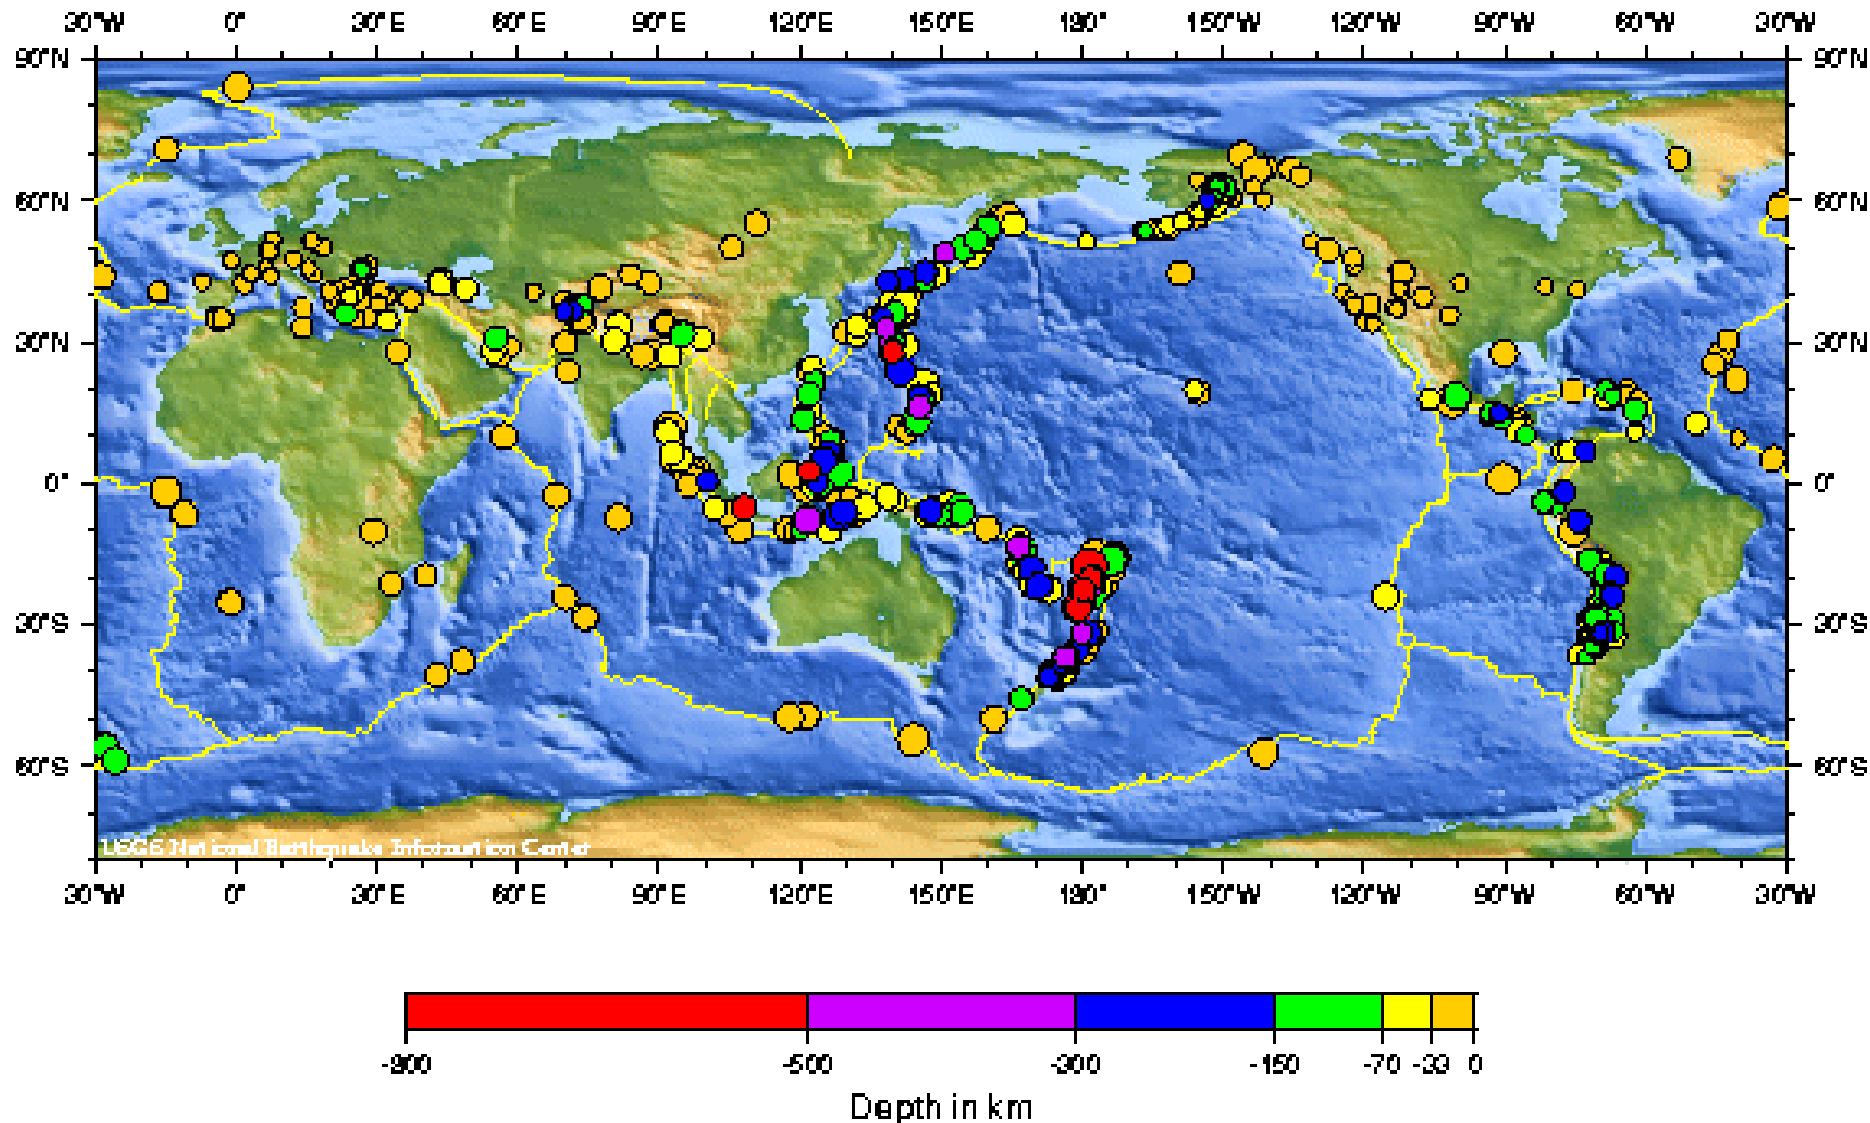 30°W 0° 30°E 60°E 90°E 120°E 150°E 180° 150°W 120°W 90°W 60°W 30°W
90°N 90°N
60°N 60°N
30°N 30°N
0° 0°
30°S 30°S
60°S 60°S
USGS National Earthquake Information Center
30°W 0° 30°E 60°E 90°E 120°E 150°E 180° 150°W 120°W 90°W 60°W 30°W
-900 -500 -300 -150 -70 -33 0
Depth in km